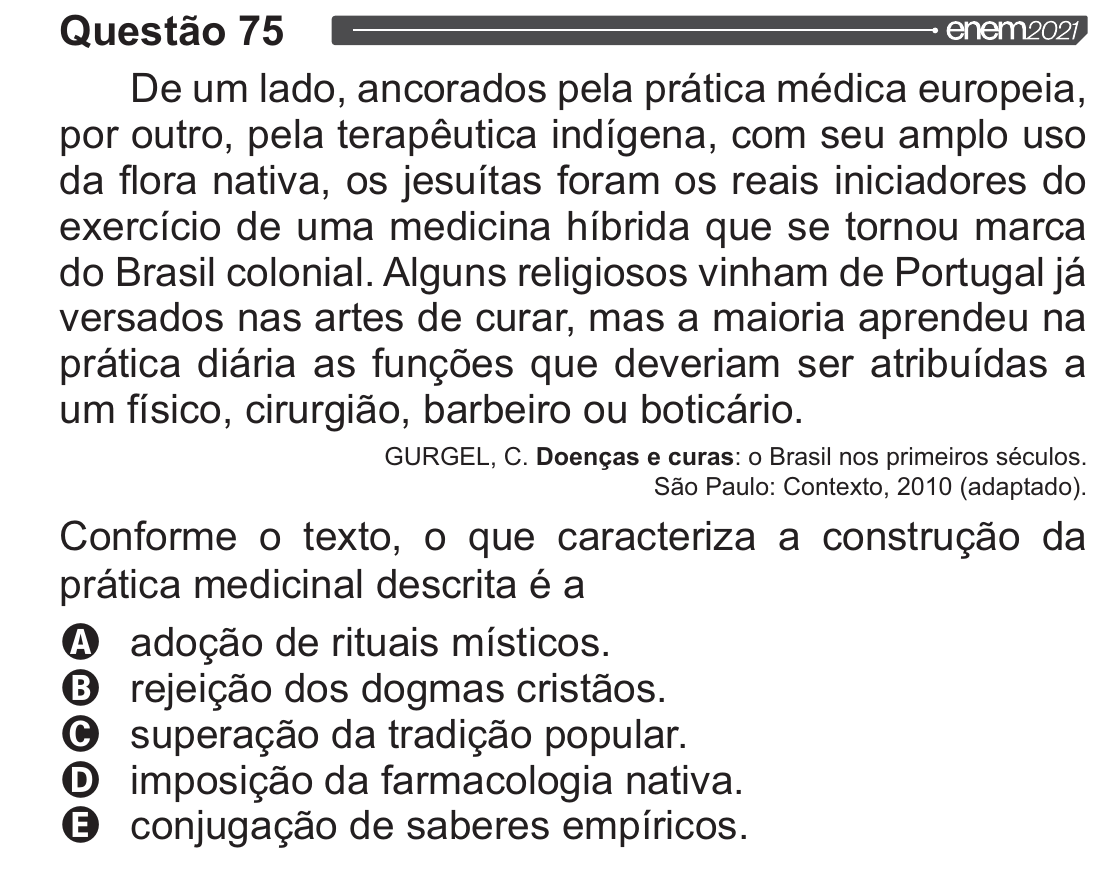 Questão 75
enem2021
De um lado, ancorados pela prática médica europeia,
por outro, pela terapêutica indígena, com seu amplo uso
da flora nativa, os jesuítas foram os reais iniciadores do
exercício de uma medicina híbrida que se tornou marca
do Brasil colonial. Alguns religiosos vinham de Portugal já
versados nas artes de curar, mas a maioria aprendeu na
prática diária as funções que deveriam ser atribuídas a
um físico, cirurgião, barbeiro ou boticário.
GURGEL, C. Doenças e curas: o Brasil nos primeiros séculos.
São Paulo: Contexto, 2010 (adaptado).
Conforme o texto, o que caracteriza a construção da
prática medicinal descrita é a
A adoção de rituais místicos.
B rejeição dos dogmas cristãos.
C superação da tradição popular.
D imposição da farmacologia nativa.
E conjugação de saberes empíricos.